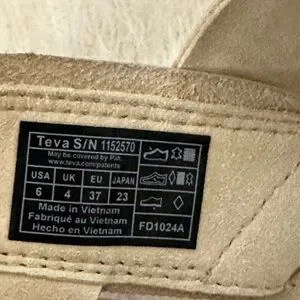 Teva S/N 1152570
May be covered by Pat.
www.teva.com/patents
USA UK EU JAPAN
6 4 37 23
Made in Vietnam
Fabriqué au Vietnam
Hecho en Vietnam
FD1024A